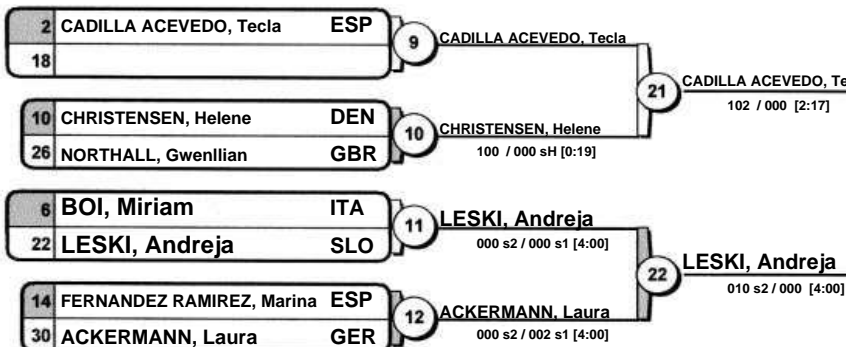 2 CADILLA ACEVEDO, Tecla ESP
18
9 CADILLA ACEVEDO, Tecla
10 CHRISTENSEN, Helene DEN
26 NORTHALL, Gwenllian GBR
10 CHRISTENSEN, Helene
100 / 000 sH [0:19]
21 CADILLA ACEVEDO, Te
102 / 000 [2:17]
6 BOI, Miriam ITA
22 LESKI, Andreja SLO
11 LESKI, Andreja
000 s2 / 000 s1 [4:00]
14 FERNANDEZ RAMIREZ, Marina ESP
30 ACKERMANN, Laura GER
12 ACKERMANN, Laura
000 s2 / 002 s1 [4:00]
22 LESKI, Andreja
010 s2 / 000 [4:00]